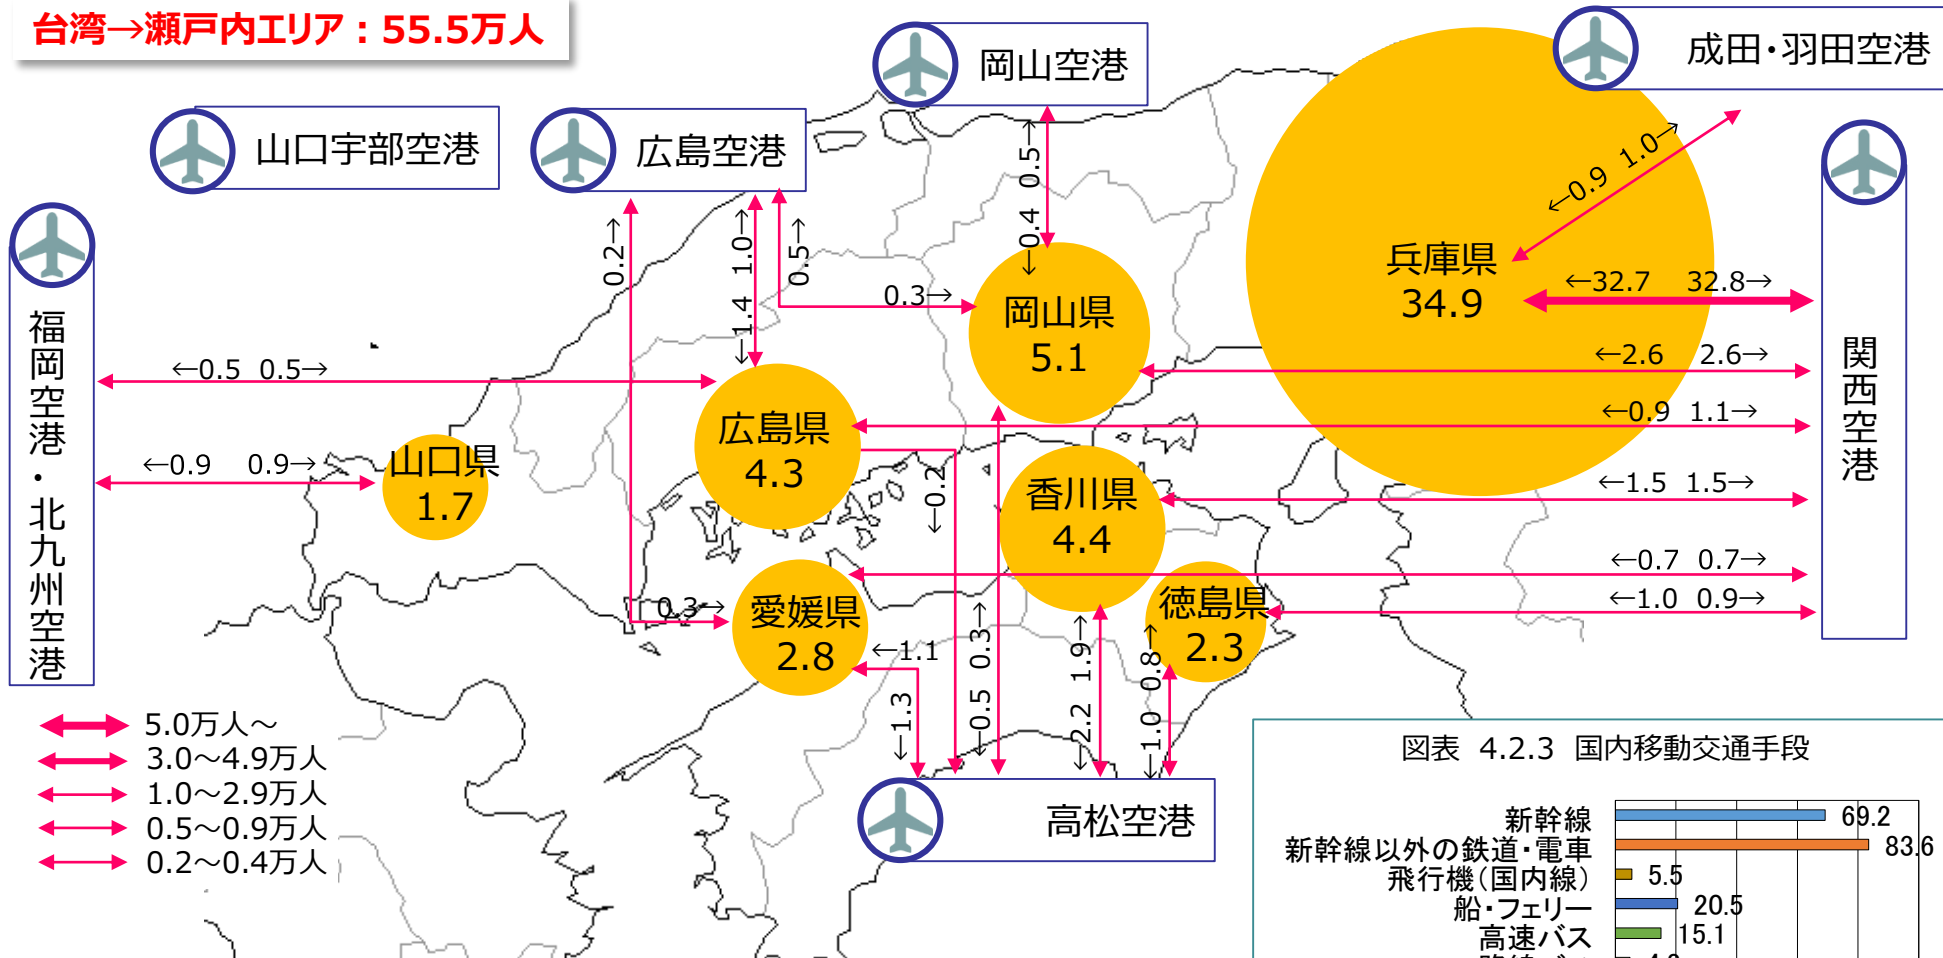 台湾→瀬戸内エリア：55.5万人
岡山空港
成田・羽田空港
山口宇部空港
広島空港
福岡空港・北九州空港
関西空港
高松空港
兵庫県
34.9
岡山県
5.1
広島県
4.3
山口県
1.7
香川県
4.4
愛媛県
2.8
徳島県
2.3
←0.9 1.0→
←32.7 32.8→
←2.6 2.6→
←0.9 1.1→
←1.5 1.5→
←0.7 0.7→
←1.0 0.9→
←0.4 0.5→
0.2→
←1.4 1.0→
0.5→
0.3→
←0.5 0.5→
←0.9 0.9→
0.3→
←0.2
←1.1
←1.3
←0.5 0.3→
←2.2 1.9→
←1.0 0.8→
5.0万人～
3.0～4.9万人
1.0～2.9万人
0.5～0.9万人
0.2～0.4万人
図表 4.2.3 国内移動交通手段
新幹線 69.2
新幹線以外の鉄道・電車 83.6
飛行機(国内線) 5.5
船・フェリー 20.5
高速バス 15.1